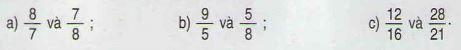 a) 8/7 và 7/8 ; b) 9/5 và 5/8 ; c) 12/16 và 28/21.